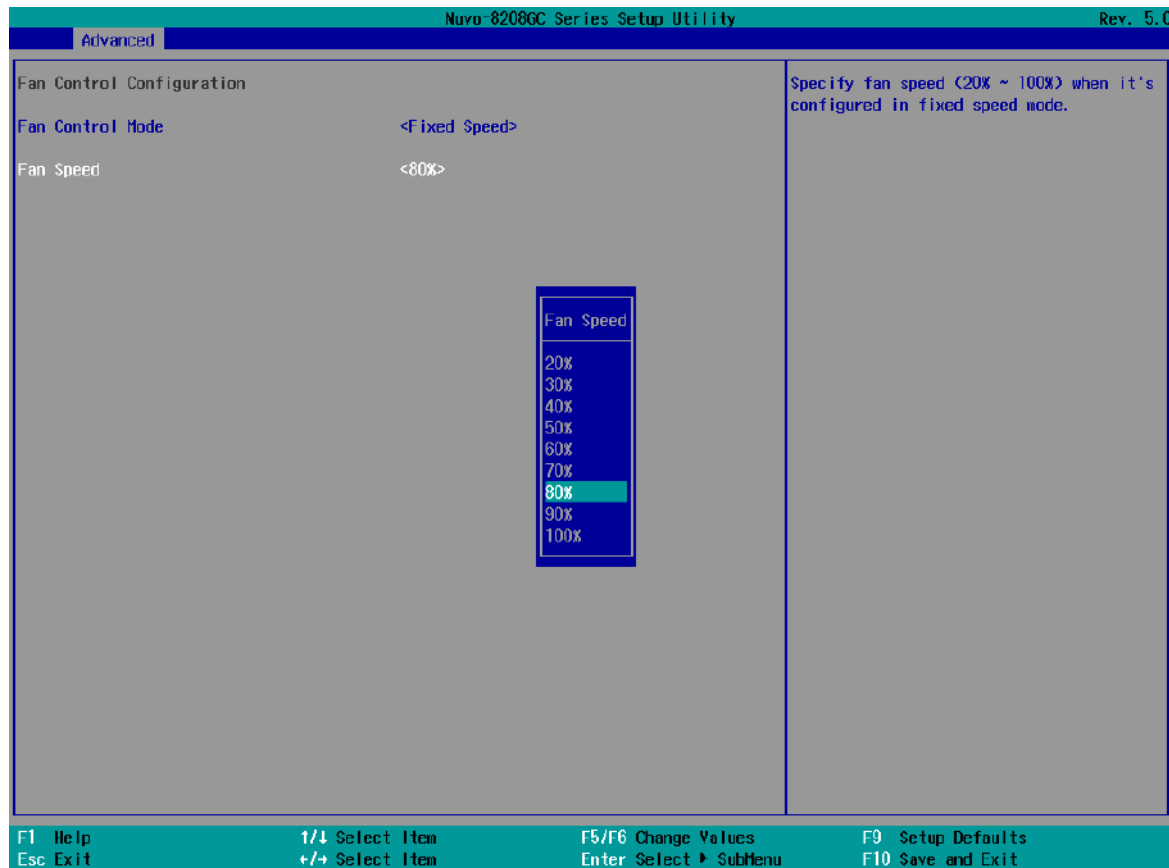 Nuvo-8208GC Series Setup Utility Rev. 5.0
Advanced
Fan Control Configuration
Fan Control Mode <Fixed Speed>
Fan Speed <80%>
Specify fan speed (20% ~ 100%) when it's
configured in fixed speed mode.
Fan Speed
20%
30%
40%
50%
60%
70%
80%
90%
100%
F1 Help ↑/↓ Select Item F5/F6 Change Values F9 Setup Defaults
Esc Exit ←/→ Select Item Enter Select ▶ SubMenu F10 Save and Exit